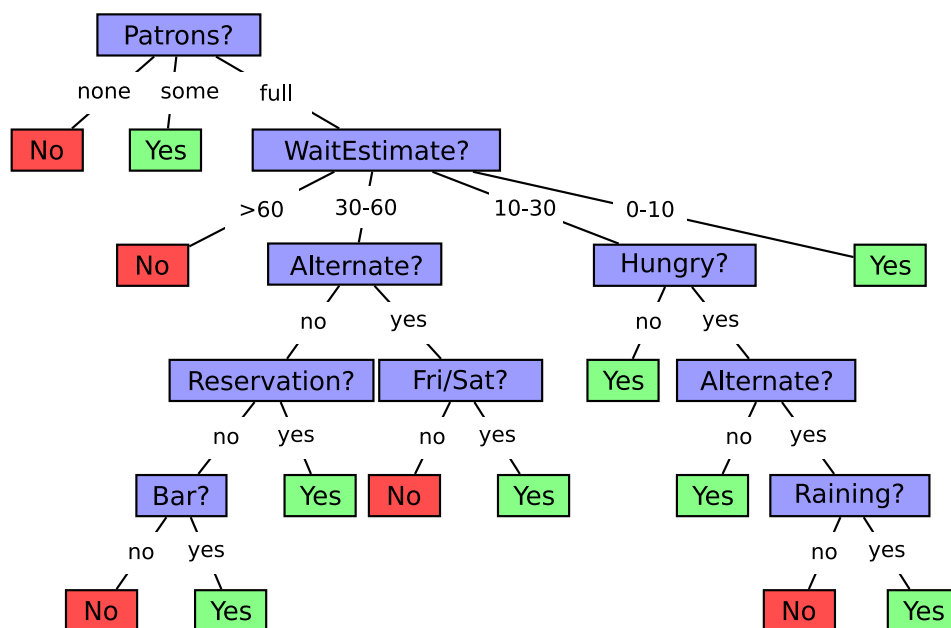 Patrons?
none some full
No Yes WaitEstimate?
>60 30-60 10-30 0-10
No Alternate? Hungry? Yes
no yes no yes
Reservation? Fri/Sat? Yes Alternate?
no yes no yes no yes
Bar? Yes No Yes Yes Raining?
no yes no yes
No Yes No Yes